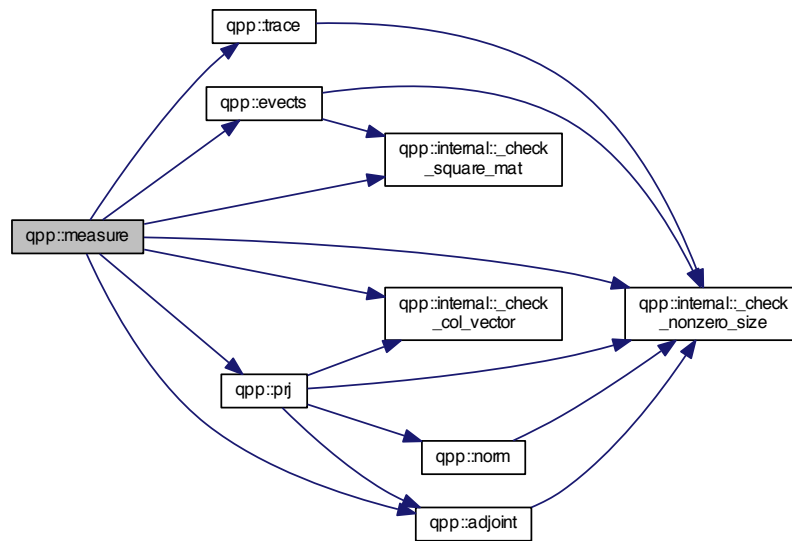 qpp::trace
qpp::evects
qpp::internal::_check
_square_mat
qpp::measure
qpp::internal::_check
_col_vector
qpp::internal::_check
_nonzero_size
qpp::prj
qpp::norm
qpp::adjoint